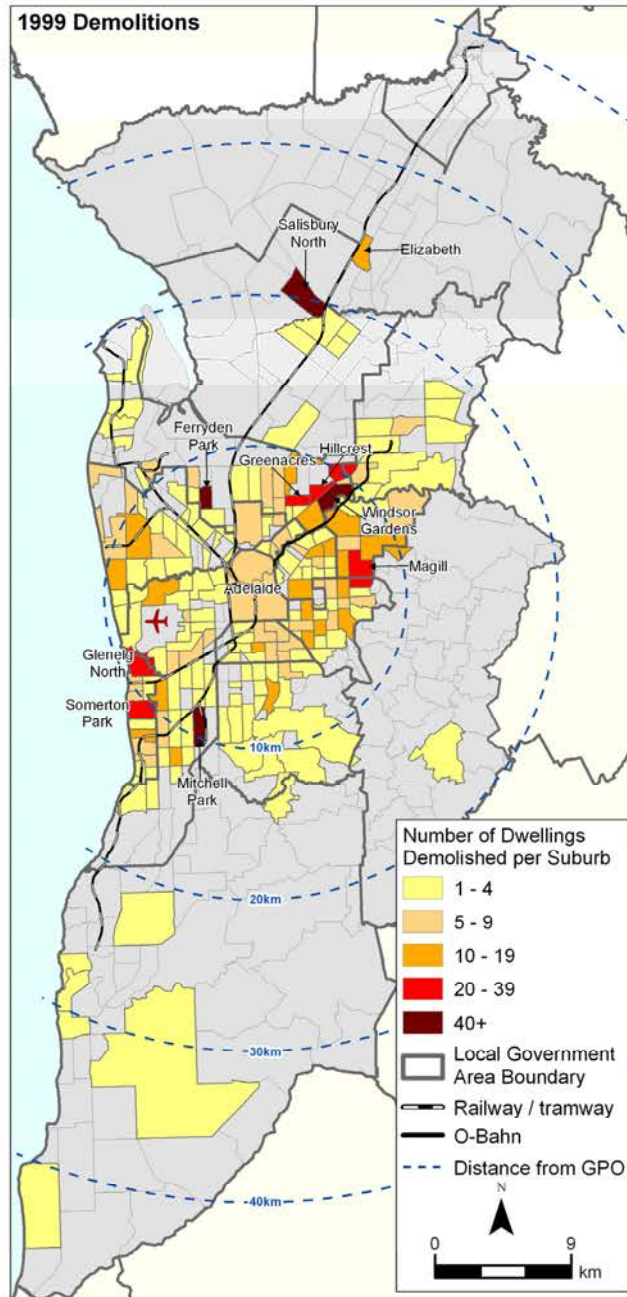 1999 Demolitions
Salisbury
North
Elizabeth
Ferryden
Park
Hillcrest
Greenacres
Windsor
Gardens
Magill
Adelaide
Glenelg
North
Somerton
Park
10km
Mitchell
Park
20km
30km
40km
Number of Dwellings
Demolished per Suburb
1 - 4
5 - 9
10 - 19
20 - 39
40+
Local Government
Area Boundary
Railway / tramway
O-Bahn
Distance from GPO
N
0 9
km